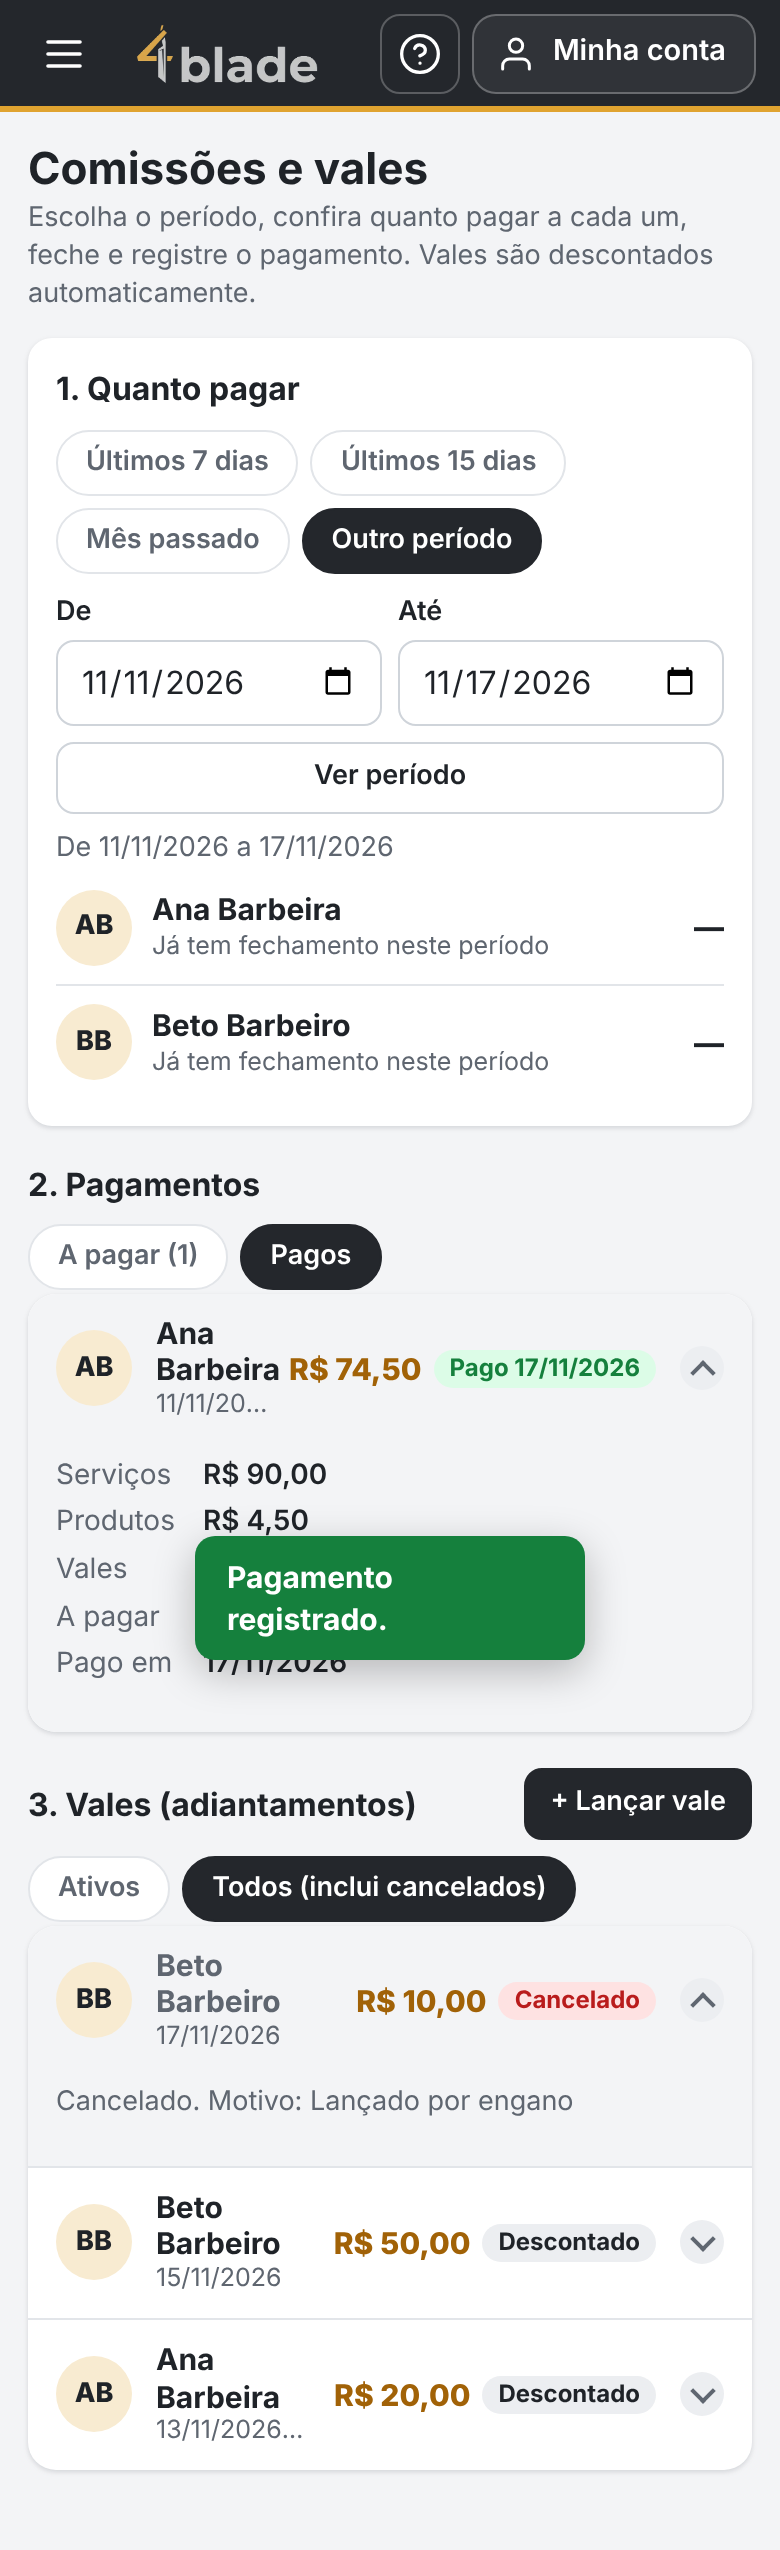 4blade
Minha conta
Comissões e vales
Escolha o período, confira quanto pagar a cada um,
feche e registre o pagamento. Vales são descontados
automaticamente.
1. Quanto pagar
Últimos 7 dias
Últimos 15 dias
Mês passado
Outro período
De
Até
11/11/2026
11/17/2026
Ver período
De 11/11/2026 a 17/11/2026
AB
Ana Barbeira
Já tem fechamento neste período
—
BB
Beto Barbeiro
Já tem fechamento neste período
—
2. Pagamentos
A pagar (1)
Pagos
AB
Ana
Barbeira
11/11/20...
R$ 74,50
Pago 17/11/2026
Serviços R$ 90,00
Produtos R$ 4,50
Vales
A pagar
Pago em 17/11/2026
Pagamento
registrado.
3. Vales (adiantamentos)
+ Lançar vale
Ativos
Todos (inclui cancelados)
BB
Beto
Barbeiro
17/11/2026
R$ 10,00
Cancelado
Cancelado. Motivo: Lançado por engano
BB
Beto
Barbeiro
15/11/2026
R$ 50,00
Descontado
AB
Ana
Barbeira
13/11/2026...
R$ 20,00
Descontado